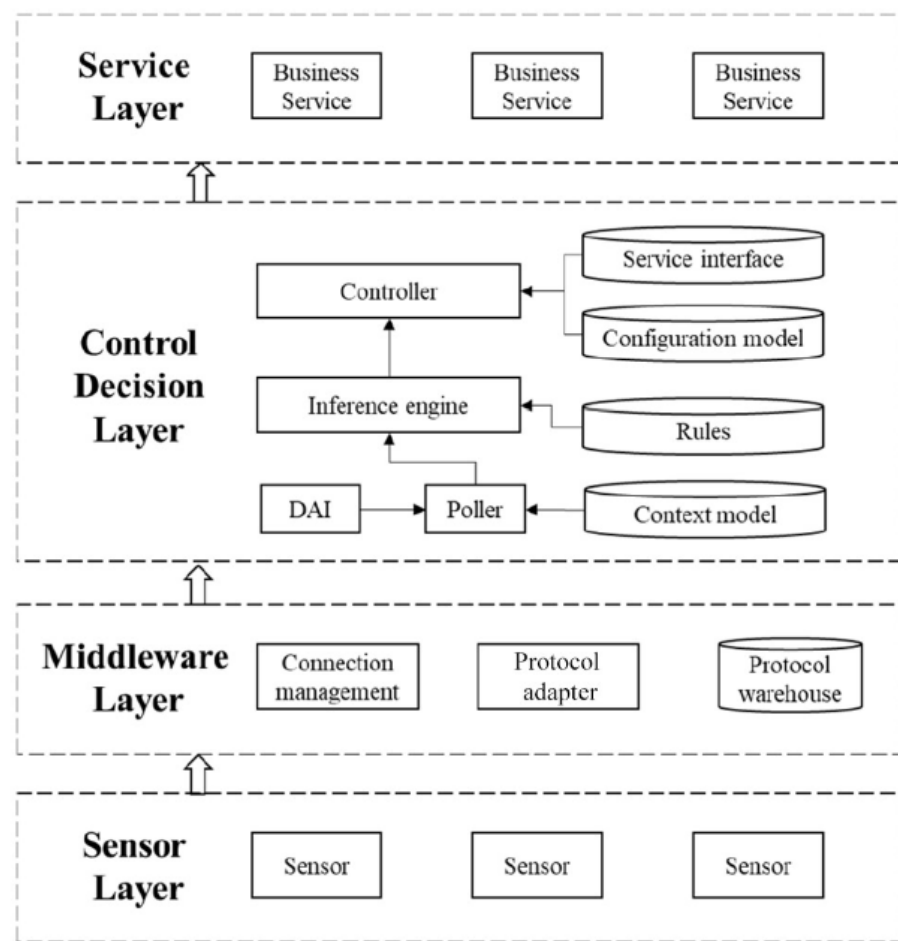 Service
Layer
Business
Service
Business
Service
Business
Service
Control
Decision
Layer
Controller
Service interface
Configuration model
Inference engine
Rules
DAI
Poller
Context model
Middleware
Layer
Connection
management
Protocol
adapter
Protocol
warehouse
Sensor
Layer
Sensor
Sensor
Sensor